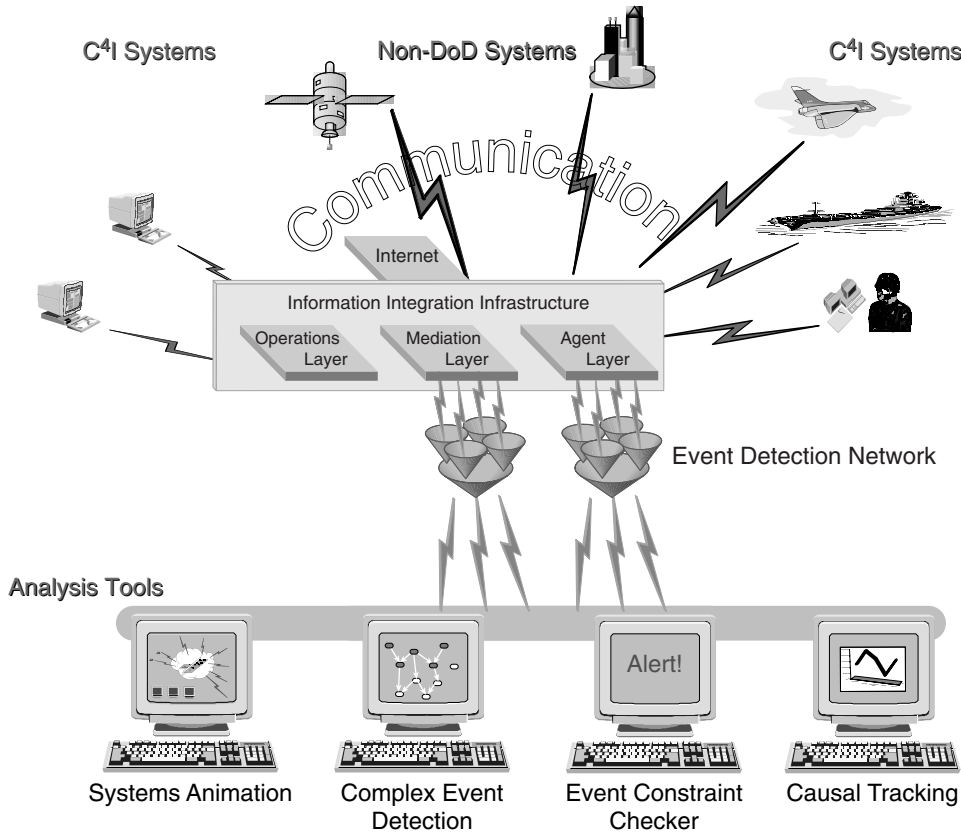 C⁴I Systems
Non-DoD Systems
C⁴I Systems
Communication
Internet
Information Integration Infrastructure
Operations
Layer
Mediation
Layer
Agent
Layer
Event Detection Network
Analysis Tools
Alert!
Systems Animation
Complex Event
Detection
Event Constraint
Checker
Causal Tracking